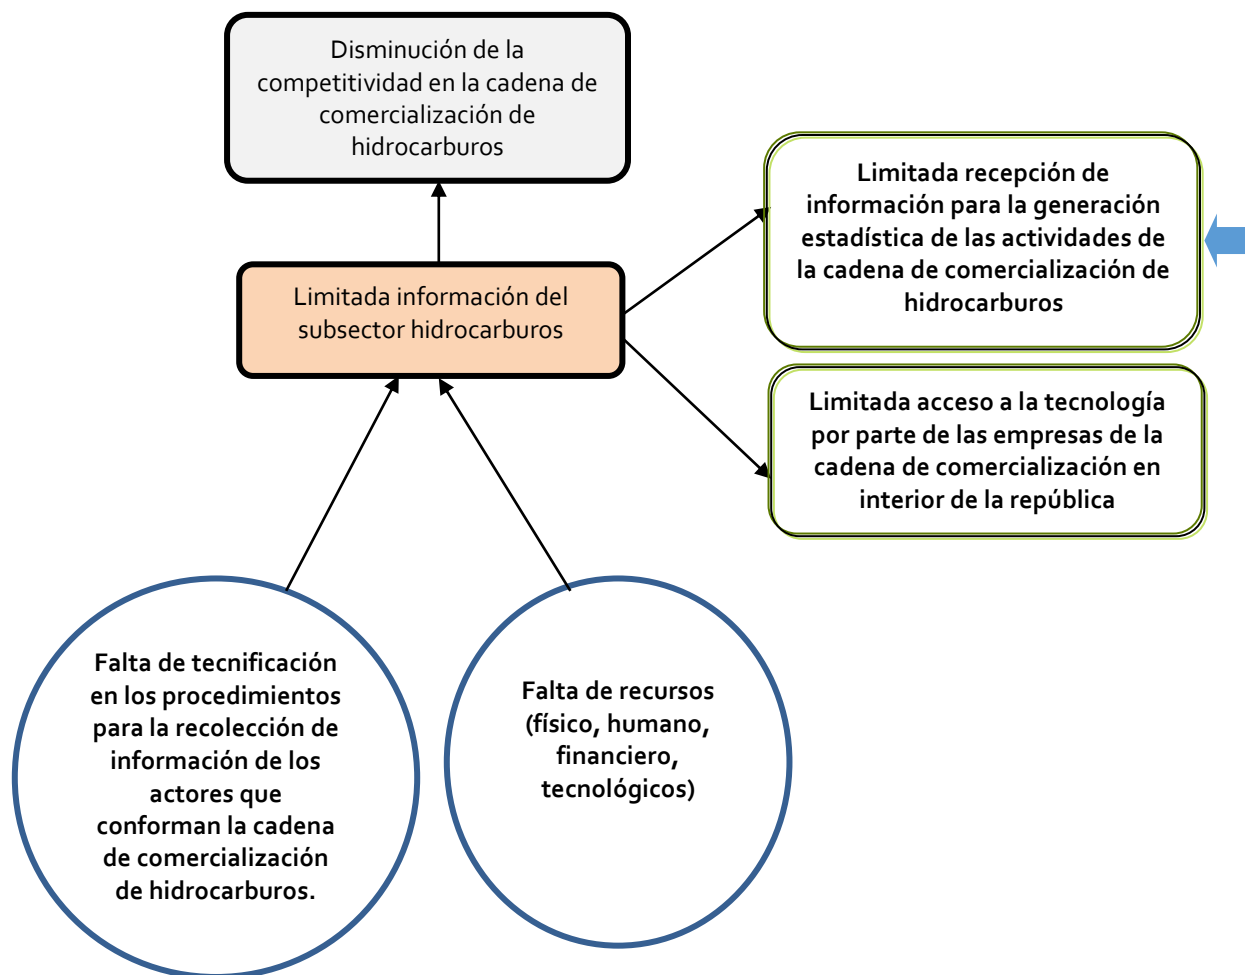 Disminución de la
competitividad en la cadena de
comercialización de
hidrocarburos
Limitada recepción de
información para la generación
estadística de las actividades de
la cadena de comercialización de
hidrocarburos
Limitada información del
subsector hidrocarburos
Limitada acceso a la tecnología
por parte de las empresas de la
cadena de comercialización en
interior de la república
Falta de tecnificación
en los procedimientos
para la recolección de
información de los
actores que
conforman la cadena
de comercialización
de hidrocarburos.
Falta de recursos
(físico, humano,
financiero,
tecnológicos)